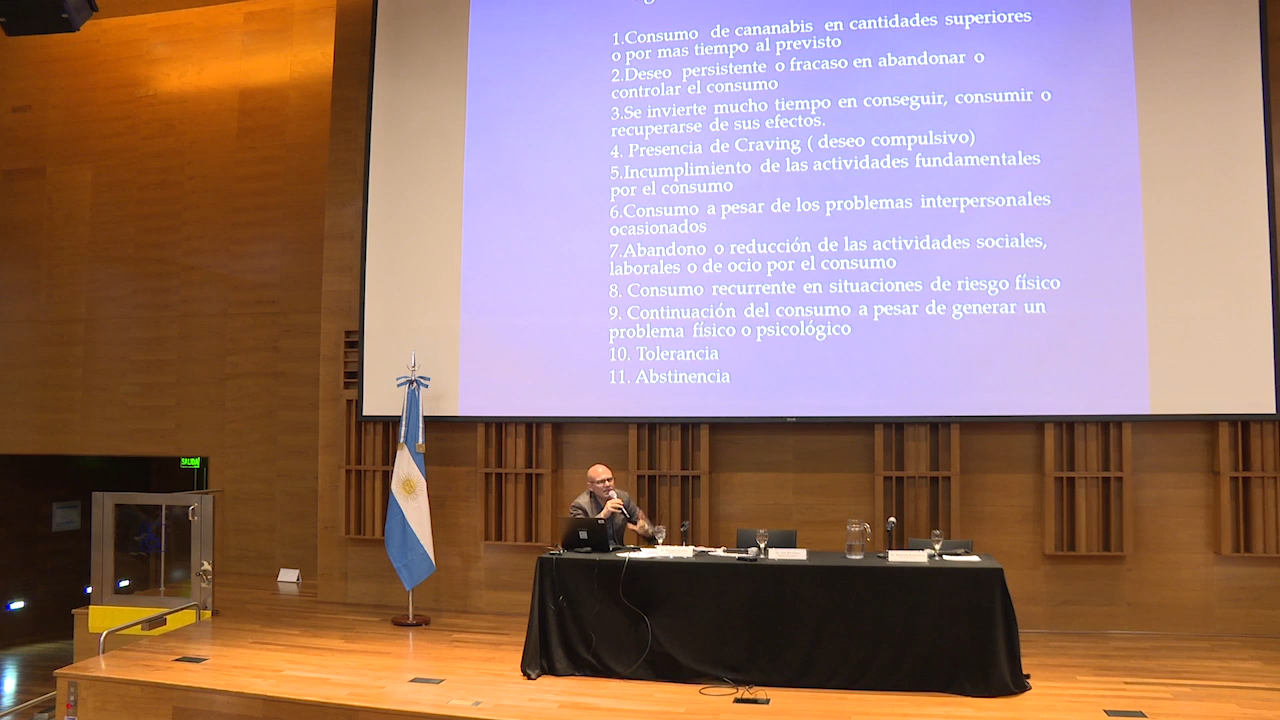 1.Consumo de cananabis en cantidades superiores
o por mas tiempo al previsto
2.Deseo persistente o fracaso en abandonar o
controlar el consumo
3.Se invierte mucho tiempo en conseguir, consumir o
recuperarse de sus efectos.
4. Presencia de Craving ( deseo compulsivo)
5.Incumplimiento de las actividades fundamentales
por el consumo
6.Consumo a pesar de los problemas interpersonales
ocasionados
7.Abandono o reducción de las actividades sociales,
laborales o de ocio por el consumo
8. Consumo recurrente en situaciones de riesgo físico
9. Continuación del consumo a pesar de generar un
problema físico o psicológico
10. Tolerancia
11. Abstinencia
SALIDA